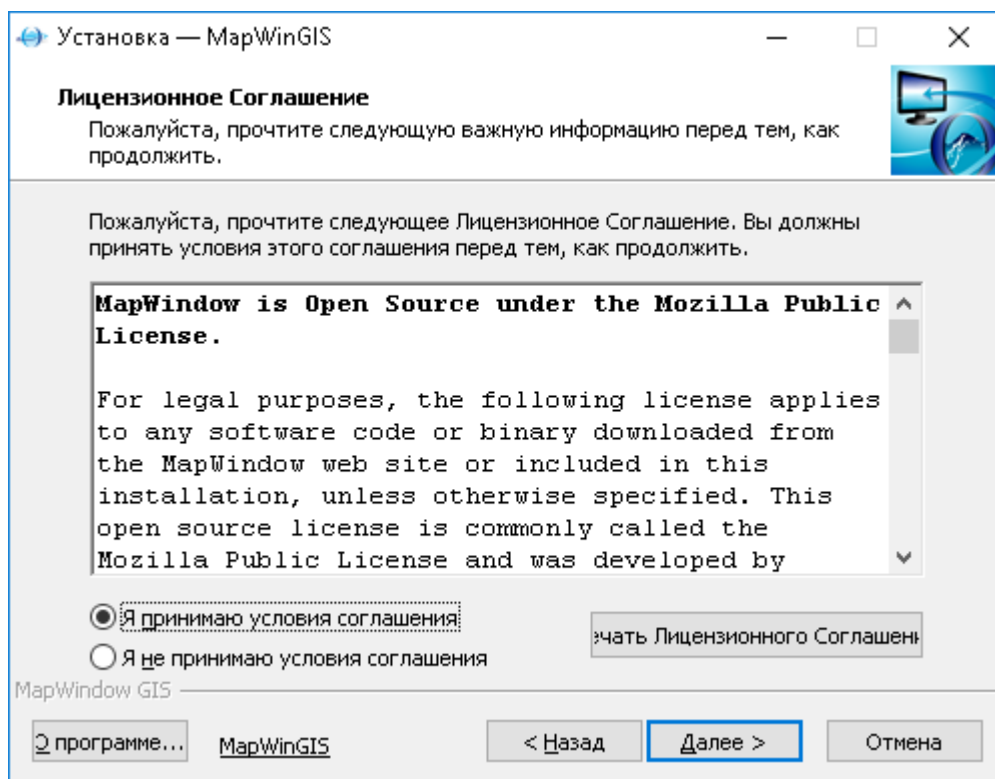 Установка — MapWinGIS
Лицензионное Соглашение
Пожалуйста, прочтите следующую важную информацию перед тем, как
продолжить.
Пожалуйста, прочтите следующее Лицензионное Соглашение. Вы должны
принять условия этого соглашения перед тем, как продолжить.
MapWindow is Open Source under the Mozilla Public
License.
For legal purposes, the following license applies
to any software code or binary downloaded from
the MapWindow web site or included in this
installation, unless otherwise specified. This
open source license is commonly called the
Mozilla Public License and was developed by
Я принимаю условия соглашения
Я не принимаю условия соглашения
Лицензионного
MapWindow GIS
О программе...
MapWinGIS
< Назад
Далее >
Отмена